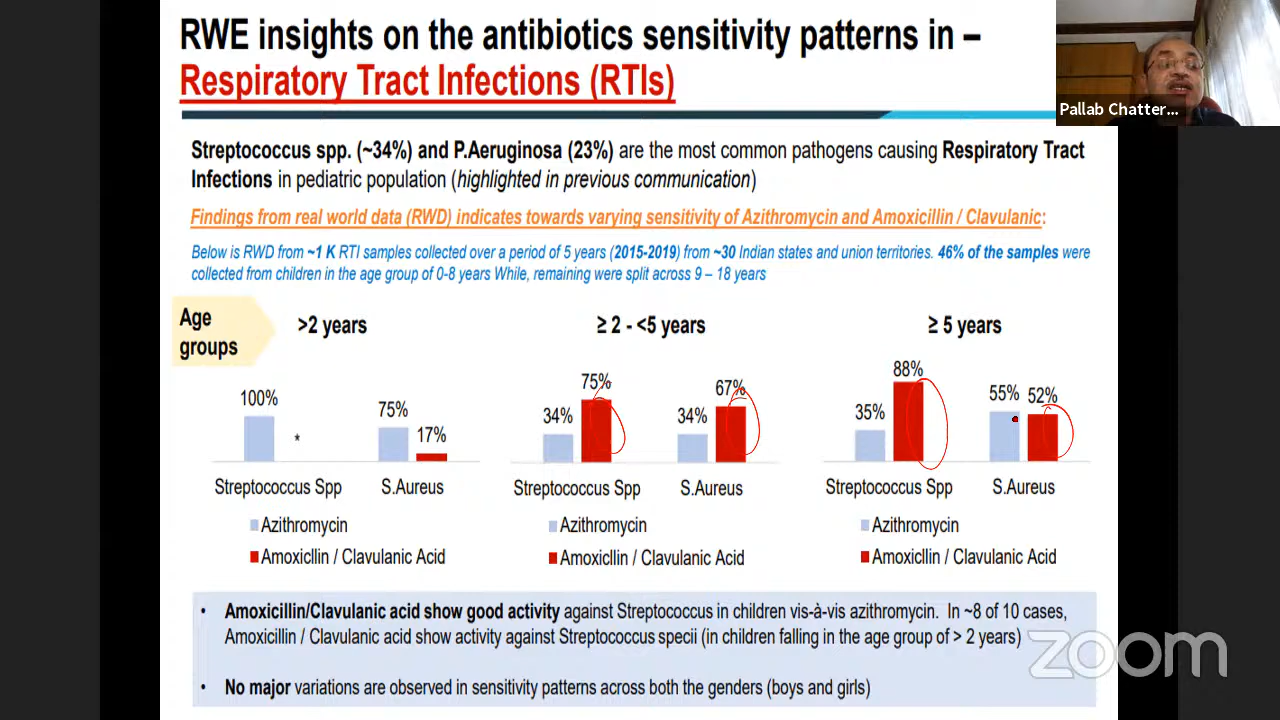 RWE insights on the antibiotics sensitivity patterns in –
Respiratory Tract Infections (RTIs)
Pallab Chatter...
Streptococcus spp. (~34%) and P.Aeruginosa (23%) are the most common pathogens causing Respiratory Tract
Infections in pediatric population (highlighted in previous communication)
Findings from real world data (RWD) indicates towards varying sensitivity of Azithromycin and Amoxicillin / Clavulanic:
Below is RWD from ~1 K RTI samples collected over a period of 5 years (2015-2019) from ~30 Indian states and union territories. 46% of the samples were
collected from children in the age group of 0-8 years While, remaining were split across 9 – 18 years
Age
groups
>2 years
≥ 2 - <5 years
≥ 5 years
100%
*
75%
17%
34%
75%
34%
67%
35%
88%
55%
52%
Streptococcus Spp
S.Aureus
Streptococcus Spp
S.Aureus
Streptococcus Spp
S.Aureus
Azithromycin
Amoxicllin / Clavulanic Acid
Azithromycin
Amoxicllin / Clavulanic Acid
Azithromycin
Amoxicllin / Clavulanic Acid
• Amoxicillin/Clavulanic acid show good activity against Streptococcus in children vis-à-vis azithromycin. In ~8 of 10 cases,
Amoxicillin / Clavulanic acid show activity against Streptococcus specii (in children falling in the age group of > 2 years)
• No major variations are observed in sensitivity patterns across both the genders (boys and girls)
zoom